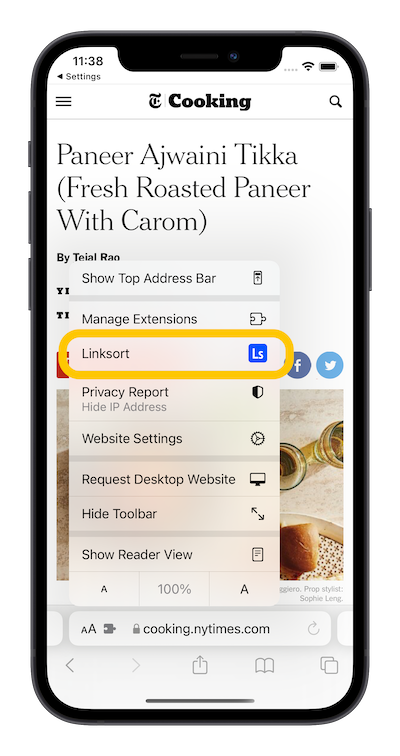 11:38
Settings
T Cooking
Paneer Ajwaini Tikka
(Fresh Roasted Paneer
With Carom)
By Tejal Rao
YI
TI
Show Top Address Bar
Manage Extensions
Linksort
Ls
Privacy Report
Hide IP Address
Website Settings
Request Desktop Website
Hide Toolbar
Show Reader View
A 100% A
ggiero. Prop stylist:
Sophie Leng.
AA cooking.nytimes.com